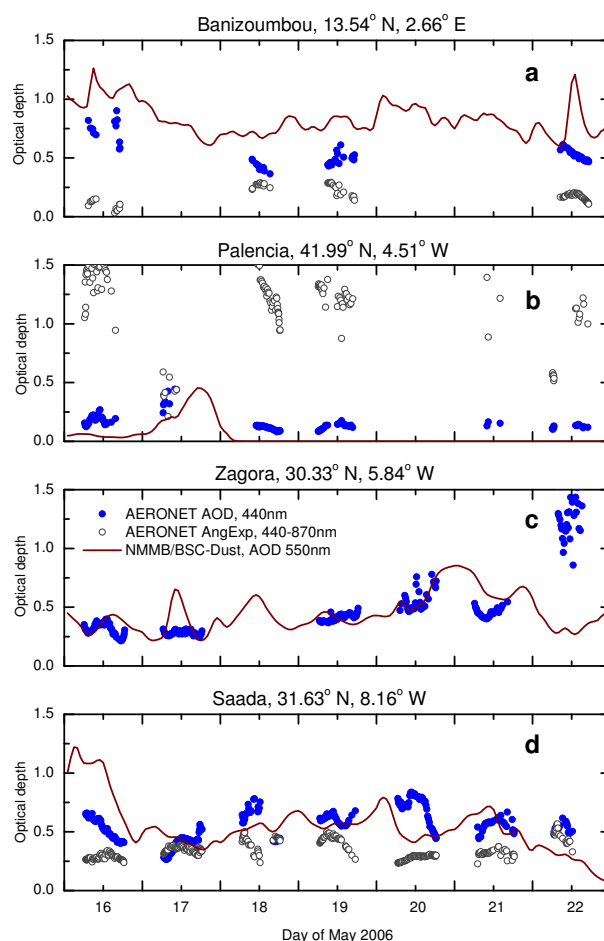 Banizoumbou, 13.54° N, 2.66° E
1.5
a
1.0
Optical depth
0.5
0.0
Palencia, 41.99° N, 4.51° W
1.5
b
1.0
Optical depth
0.5
0.0
Zagora, 30.33° N, 5.84° W
1.5
AERONET AOD, 440nm
c
AERONET AngExp, 440-870nm
NMMB/BSC-Dust, AOD 550nm
1.0
Optical depth
0.5
0.0
Saada, 31.63° N, 8.16° W
1.5
d
1.0
Optical depth
0.5
0.0
16 17 18 19 20 21 22
Day of May 2006